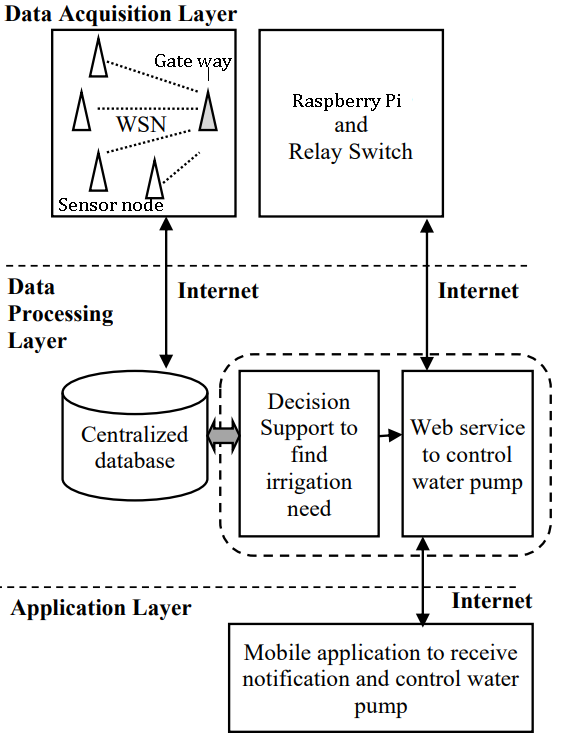 Data Acquisition Layer
Gate way
WSN
Sensor node
Raspberry Pi
and
Relay Switch
Internet
Internet
Data
Processing
Layer
Centralized
database
Decision
Support to
find
irrigation
need
Web service
to control
water pump
Internet
Application Layer
Mobile application to receive
notification and control water
pump